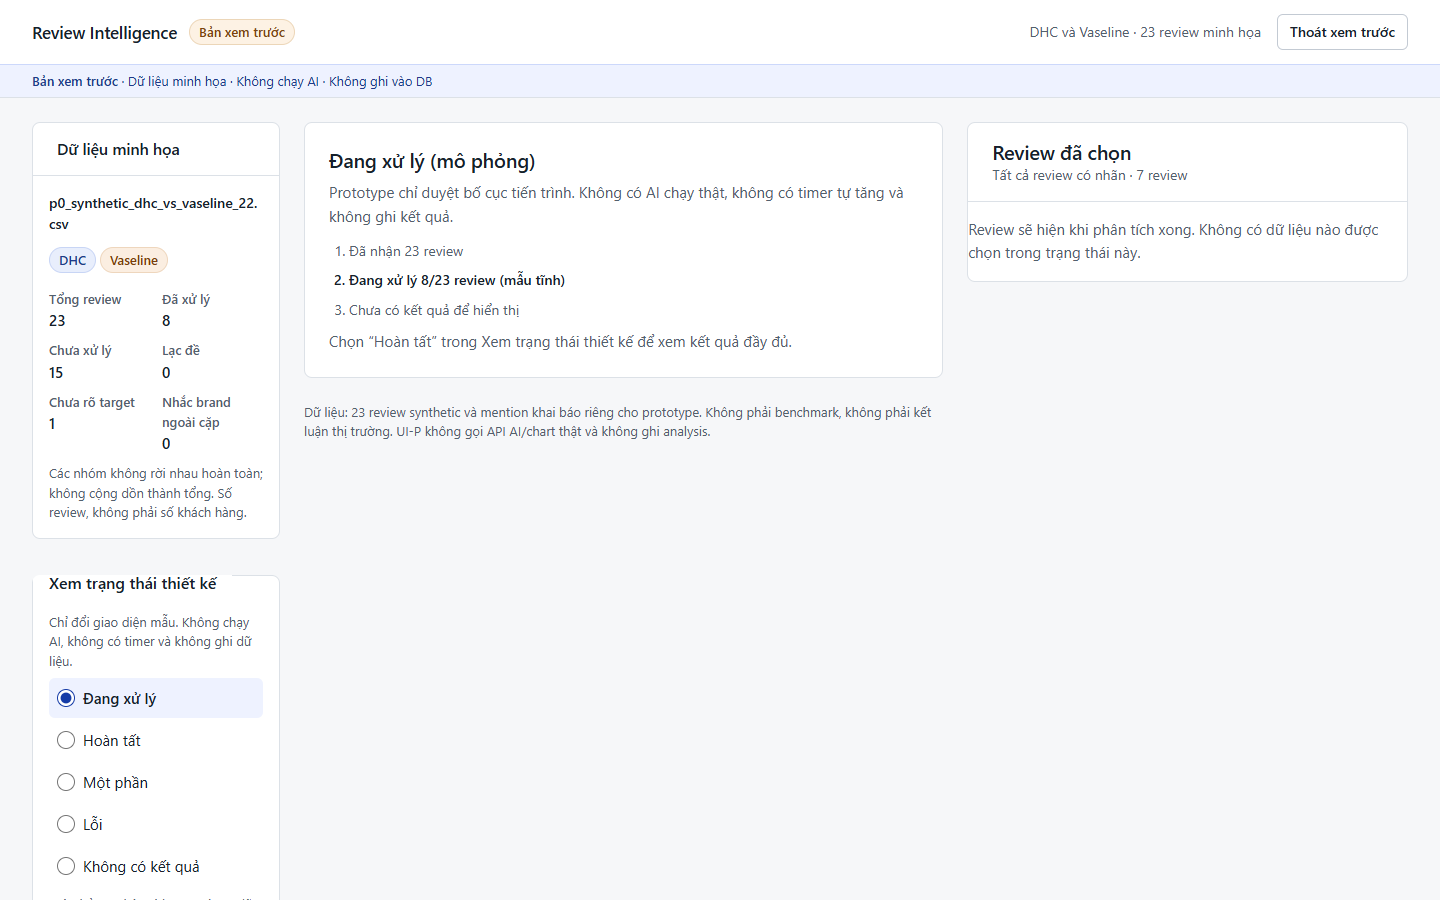 Review Intelligence
Bản xem trước
DHC và Vaseline · 23 review minh họa
Thoát xem trước
Bản xem trước · Dữ liệu minh họa · Không chạy AI · Không ghi vào DB
Dữ liệu minh họa
p0_synthetic_dhc_vs_vaseline_22.
csv
DHC
Vaseline
Tổng review
23
Đã xử lý
8
Chưa xử lý
15
Lạc đề
0
Chưa rõ target
1
Nhắc brand
ngoài cặp
0
Các nhóm không rời nhau hoàn toàn;
không cộng dồn thành tổng. Số
review, không phải số khách hàng.
Xem trạng thái thiết kế
Chỉ đổi giao diện mẫu. Không chạy
AI, không có timer và không ghi dữ
liệu.
Đang xử lý
Hoàn tất
Một phần
Lỗi
Không có kết quả
Đang xử lý (mô phỏng)
Prototype chỉ duyệt bố cục tiến trình. Không có AI chạy thật, không có timer tự tăng và
không ghi kết quả.
1. Đã nhận 23 review
2. Đang xử lý 8/23 review (mẫu tĩnh)
3. Chưa có kết quả để hiển thị
Chọn “Hoàn tất” trong Xem trạng thái thiết kế để xem kết quả đầy đủ.
Dữ liệu: 23 review synthetic và mention khai báo riêng cho prototype. Không phải benchmark, không phải kết
luận thị trường. UI-P không gọi API AI/chart thật và không ghi analysis.
Review đã chọn
Tất cả review có nhãn · 7 review
Review sẽ hiện khi phân tích xong. Không có dữ liệu nào được
chọn trong trạng thái này.